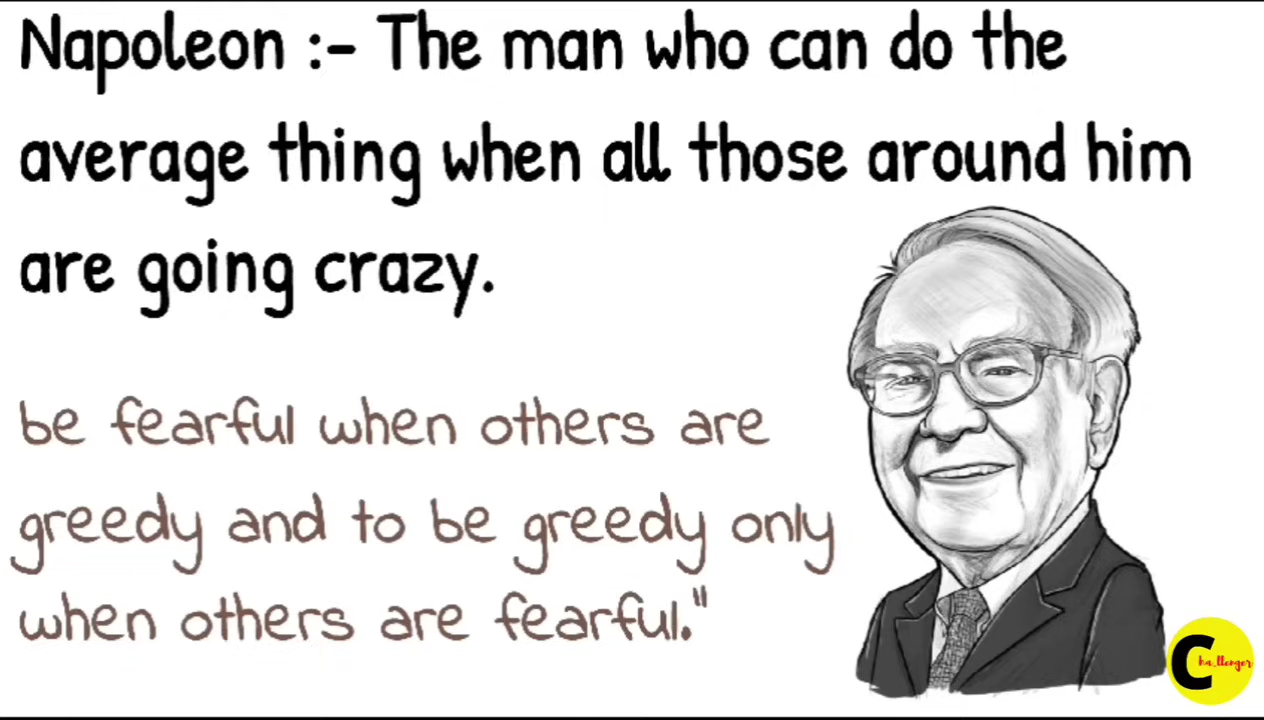 Napoleon :- The man who can do the
average thing when all those around him
are going crazy.
be fearful when others are
greedy and to be greedy only
when others are fearful."
Challenger